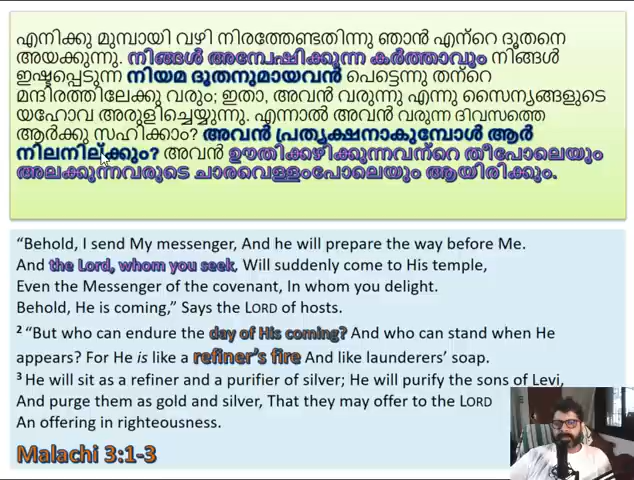 എനിക്കു മുമ്പായി വഴി നിരത്തേണ്ടതിന്നു ഞാൻ എന്റെ ദൂതനെ
അയക്കുന്നു. നിങ്ങൾ അന്വേഷിക്കുന്ന കർത്താവും നിങ്ങൾ
ഇഷ്ടപ്പെടുന്ന നിയമ ദൂതനുമായവൻ പെട്ടെന്നു തന്റെ
മന്ദിരത്തിലേക്കു വരും; ഇതാ, അവൻ വരുന്നു എന്നു സൈന്യങ്ങളുടെ
യഹോവ അരുളിച്ചെയ്യുന്നു. എന്നാൽ അവൻ വരുന്ന ദിവസത്തെ
ആർക്കു സഹിക്കാം? അവൻ പ്രത്യക്ഷനാകുമ്പോൾ ആർ
നിലനില്ക്കും? അവൻ ഊതിക്കഴിക്കുന്നവന്റെ തീപോലെയും
അലക്കുന്നവരുടെ ചാരവെള്ളംപോലെയും ആയിരിക്കും.
“Behold, I send My messenger, And he will prepare the way before Me.
And the Lord, whom you seek, Will suddenly come to His temple,
Even the Messenger of the covenant, In whom you delight.
Behold, He is coming,” Says the LORD of hosts.
2 “But who can endure the day of His coming? And who can stand when He
appears? For He is like a refiner’s fire And like launderers’ soap.
3 He will sit as a refiner and a purifier of silver; He will purify the sons of Levi,
And purge them as gold and silver, That they may offer to the LORD
An offering in righteousness.
Malachi 3:1-3